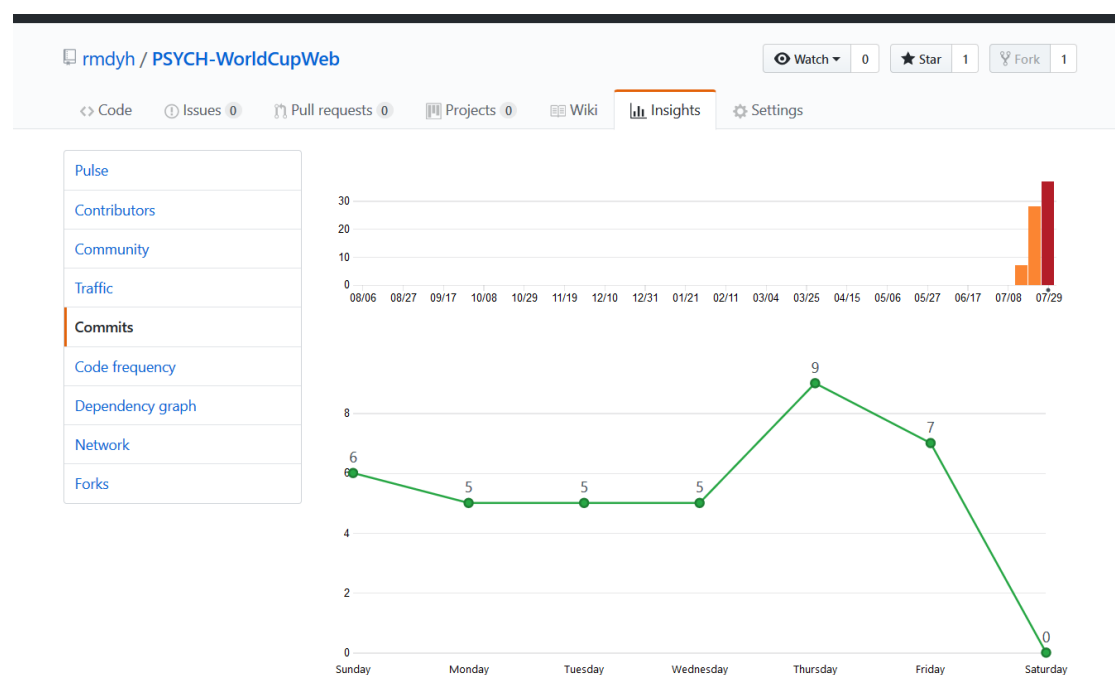 rmdyh / PSYCH-WorldCupWeb
Watch 0 Star 1 Fork 1
Code Issues 0 Pull requests 0 Projects 0 Wiki Insights Settings
Pulse
Contributors
Community
Traffic
Commits
Code frequency
Dependency graph
Network
Forks
30
20
10
0
08/06 08/27 09/17 10/08 10/29 11/19 12/10 12/31 01/21 02/11 03/04 03/25 04/15 05/06 05/27 06/17 07/08 07/29
9
8
7
6
6
5 5 5
4
2
0
0
Sunday Monday Tuesday Wednesday Thursday Friday Saturday